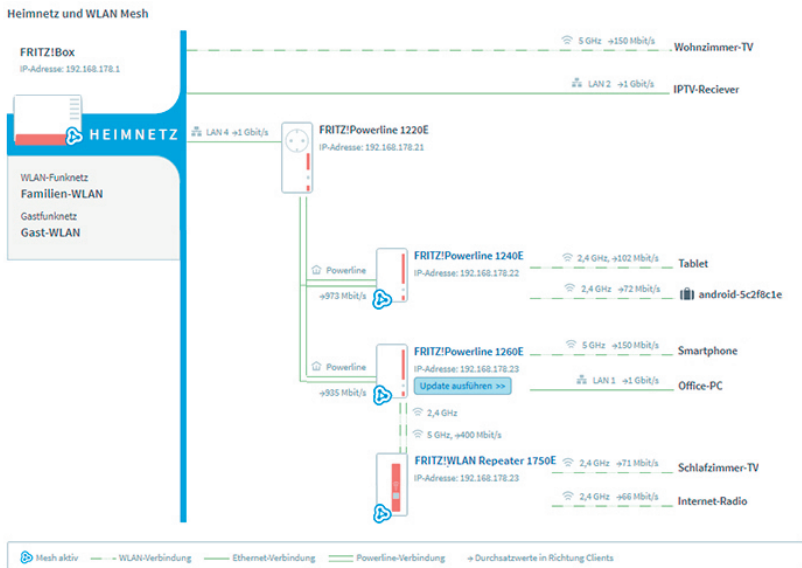 Heimnetz und WLAN Mesh
FRITZ!Box
IP-Adresse: 192.168.178.1
HEIMNETZ
WLAN-Funknetz
Familien-WLAN
Gastfunknetz
Gast-WLAN
5 GHz →150 Mbit/s
Wohnzimmer-TV
LAN 2 →1 Gbit/s
IPTV-Reciever
LAN 4 →1 Gbit/s
FRITZ!Powerline 1220E
IP-Adresse: 192.168.178.21
Powerline
→973 Mbit/s
FRITZ!Powerline 1240E
IP-Adresse: 192.168.178.22
2,4 GHz, →102 Mbit/s
Tablet
2,4 GHz →72 Mbit/s
android-5c2f8c1e
Powerline
→935 Mbit/s
FRITZ!Powerline 1260E
IP-Adresse: 192.168.178.23
Update ausführen >>
5 GHz →150 Mbit/s
Smartphone
LAN 1 →1 Gbit/s
Office-PC
2,4 GHz
5 GHz, →400 Mbit/s
FRITZ!WLAN Repeater 1750E
IP-Adresse: 192.168.178.23
2,4 GHz →71 Mbit/s
Schlafzimmer-TV
2,4 GHz →66 Mbit/s
Internet-Radio
Mesh aktiv
WLAN-Verbindung
Ethernet-Verbindung
Powerline-Verbindung
→ Durchsatzwerte in Richtung Clients